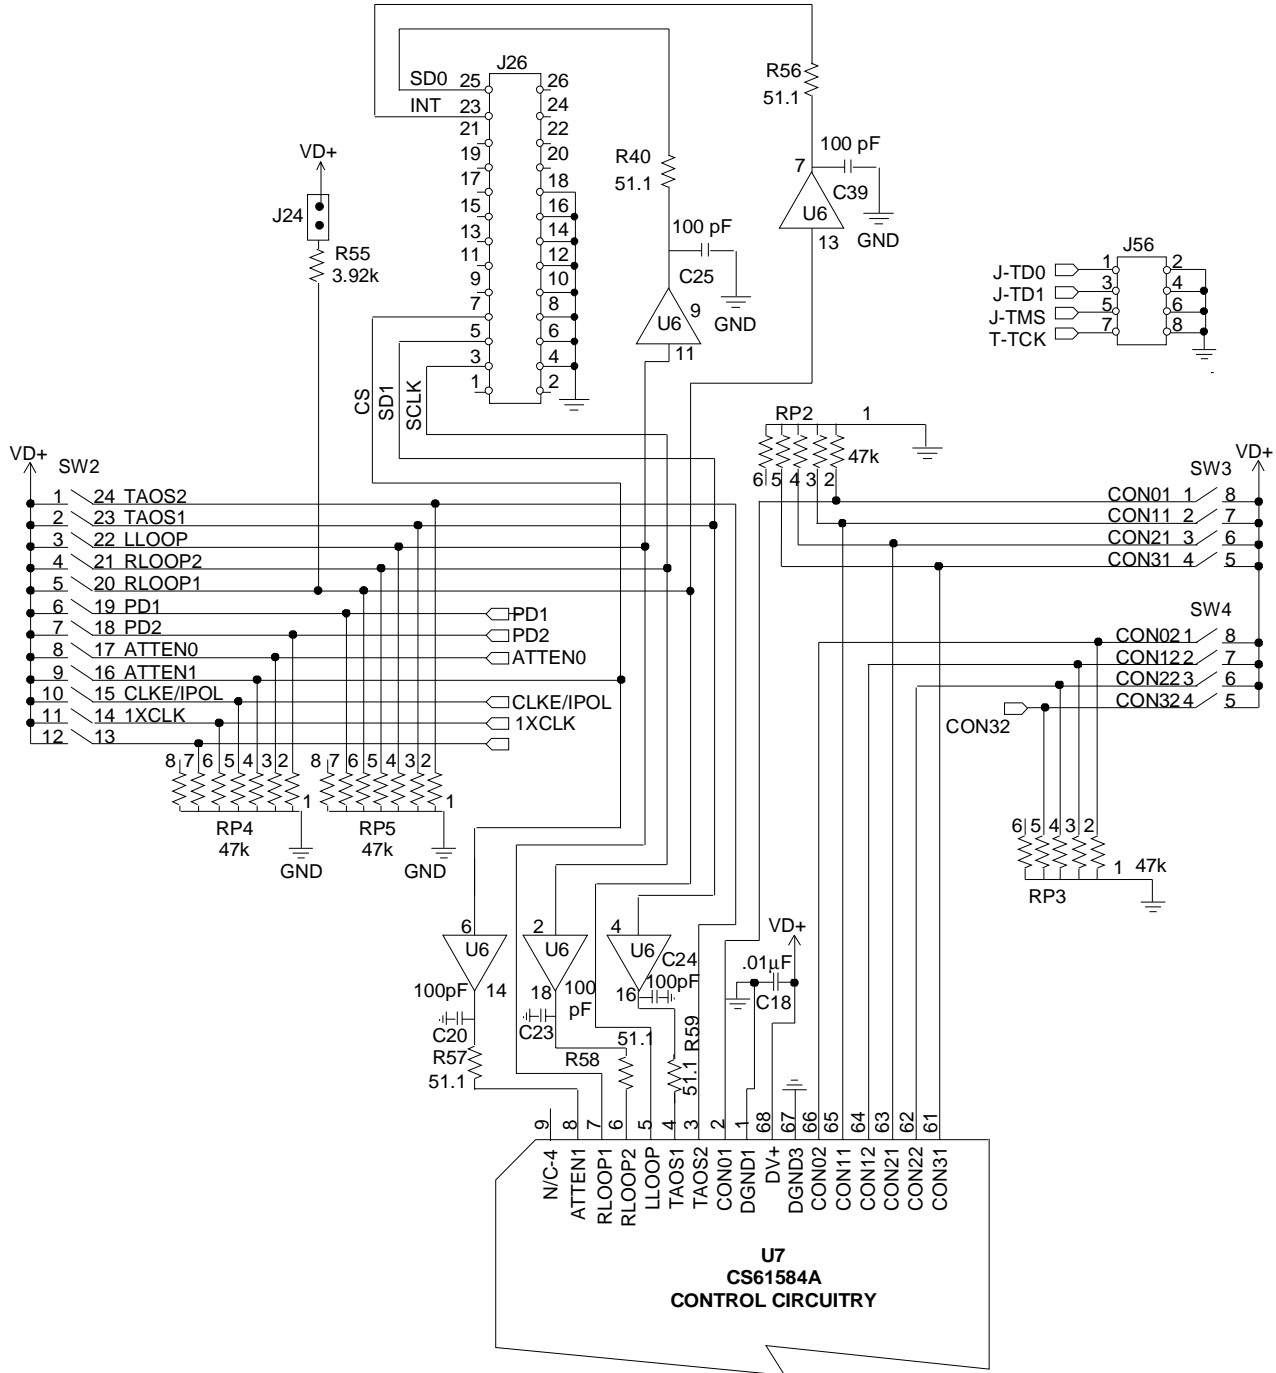 J26
SD0 25 26
INT 23 24
21 22
19 20
17 18
15 16
13 14
11 12
9 10
7 8
5 6
3 4
1 2
CS
SD1
SCLK
VD+
J24
R55
3.92k
R40
51.1
100 pF
C25
U6 9
11
GND
R56
51.1
100 pF
7
C39
U6
13
GND
J56
J-TD0 1 2
J-TD1 3 4
J-TMS 5 6
T-TCK 7 8
RP2 1
47k
6 5 4 3 2
VD+
SW2
1 24 TAOS2
2 23 TAOS1
3 22 LLOOP
4 21 RLOOP2
5 20 RLOOP1
6 19 PD1
7 18 PD2
8 17 ATTEN0
9 16 ATTEN1
10 15 CLKE/IPOL
11 14 1XCLK
12 13
PD1
PD2
ATTEN0
CLKE/IPOL
1XCLK
8 7 6 5 4 3 2
1
RP4
47k
GND
8 7 6 5 4 3 2
1
RP5
47k
GND
VD+
SW3
CON01 1 8
CON11 2 7
CON21 3 6
CON31 4 5
SW4
CON02 1 8
CON12 2 7
CON22 3 6
CON32 4 5
CON32
6 5 4 3 2
1 47k
RP3
6
U6
100pF 14
C20
R57
51.1
2
U6
18 100
pF
C23
R58
51.1
4
U6
C24
100pF
16
51.1 R59
VD+
.01µF
C18
9 8 7 6 5 4 3 2 1 68 67 66 65 64 63 62 61
N/C-4
ATTEN1
RLOOP1
RLOOP2
LLOOP
TAOS1
TAOS2
CON01
DGND1
DV+
DGND3
CON02
CON11
CON12
CON21
CON22
CON31
U7
CS61584A
CONTROL CIRCUITRY